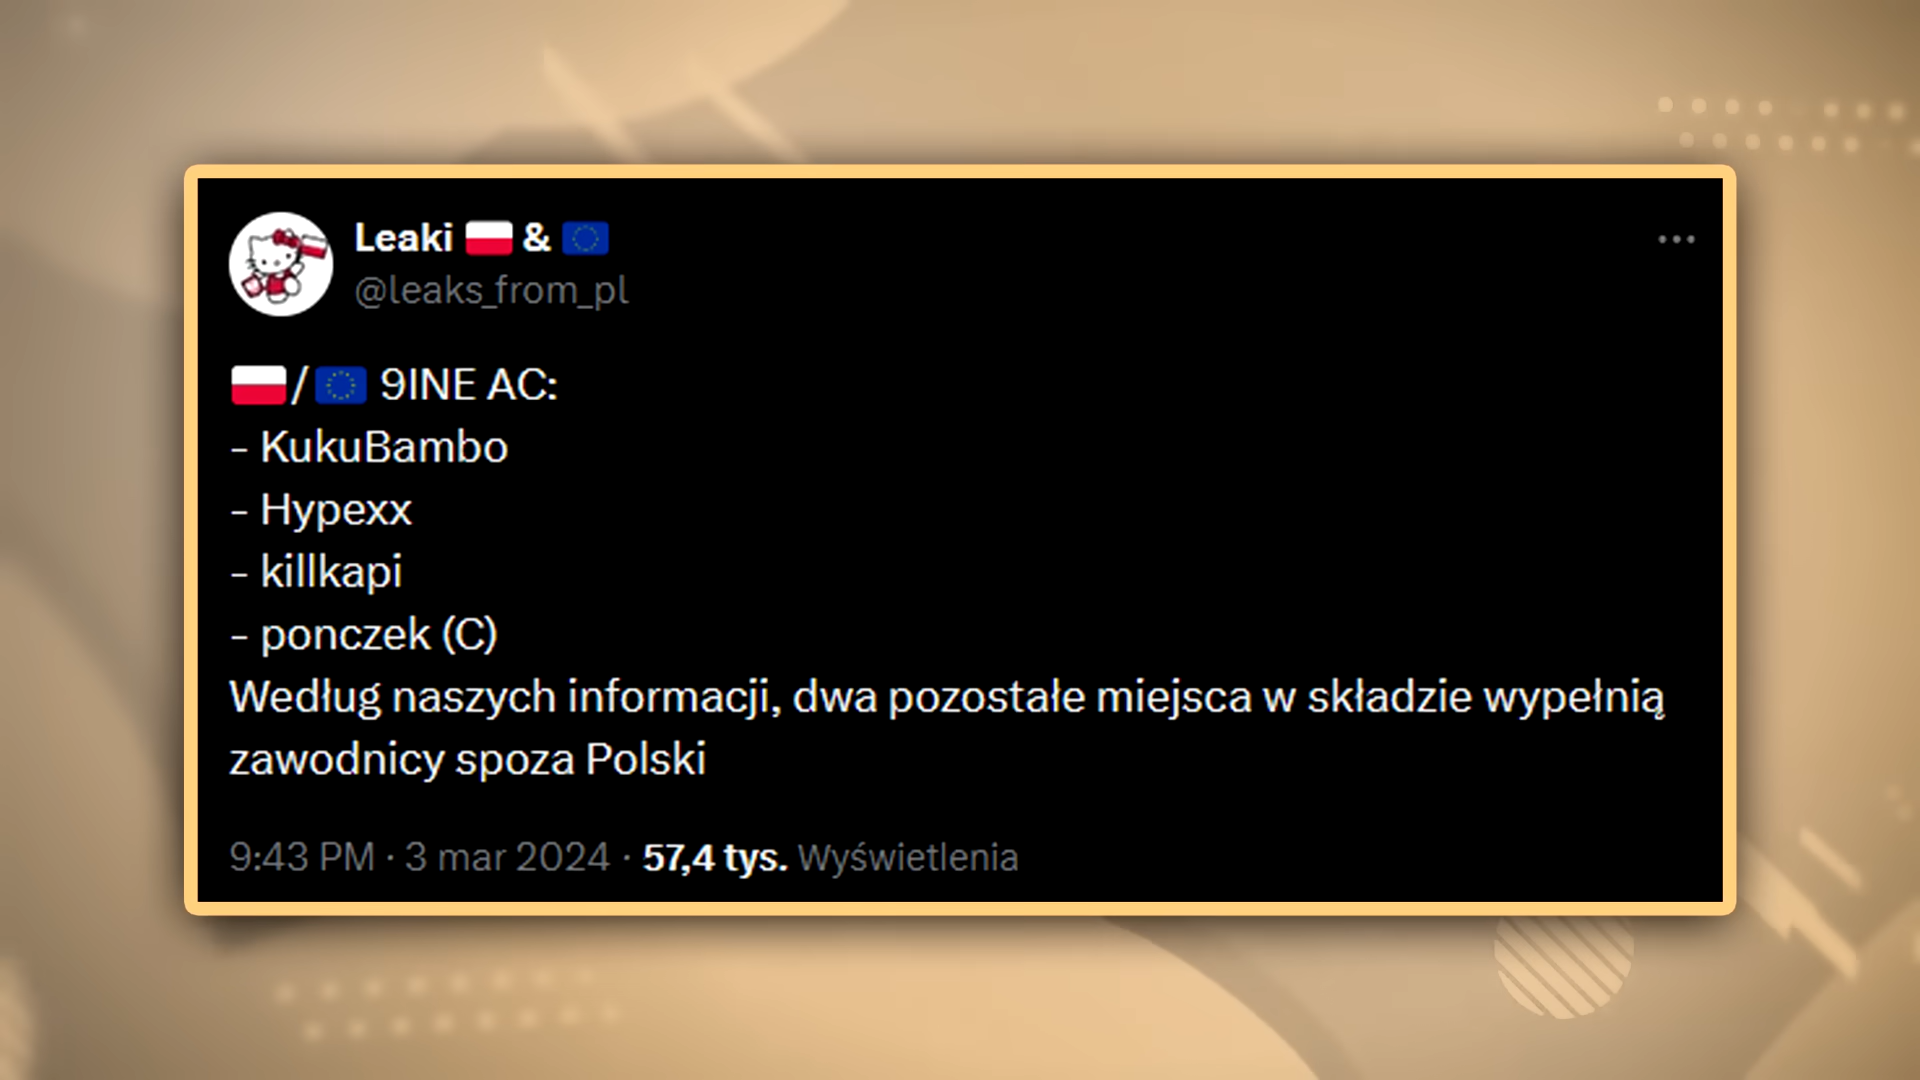 Leaki 🇵🇱 & 🇪🇺
@leaks_from_pl
🇵🇱/🇪🇺 9INE AC:
- KukuBambo
- Hypexx
- killkapi
- ponczek (C)
Według naszych informacji, dwa pozostałe miejsca w składzie wypełnią
zawodnicy spoza Polski
9:43 PM · 3 mar 2024 · 57,4 tys. Wyświetlenia